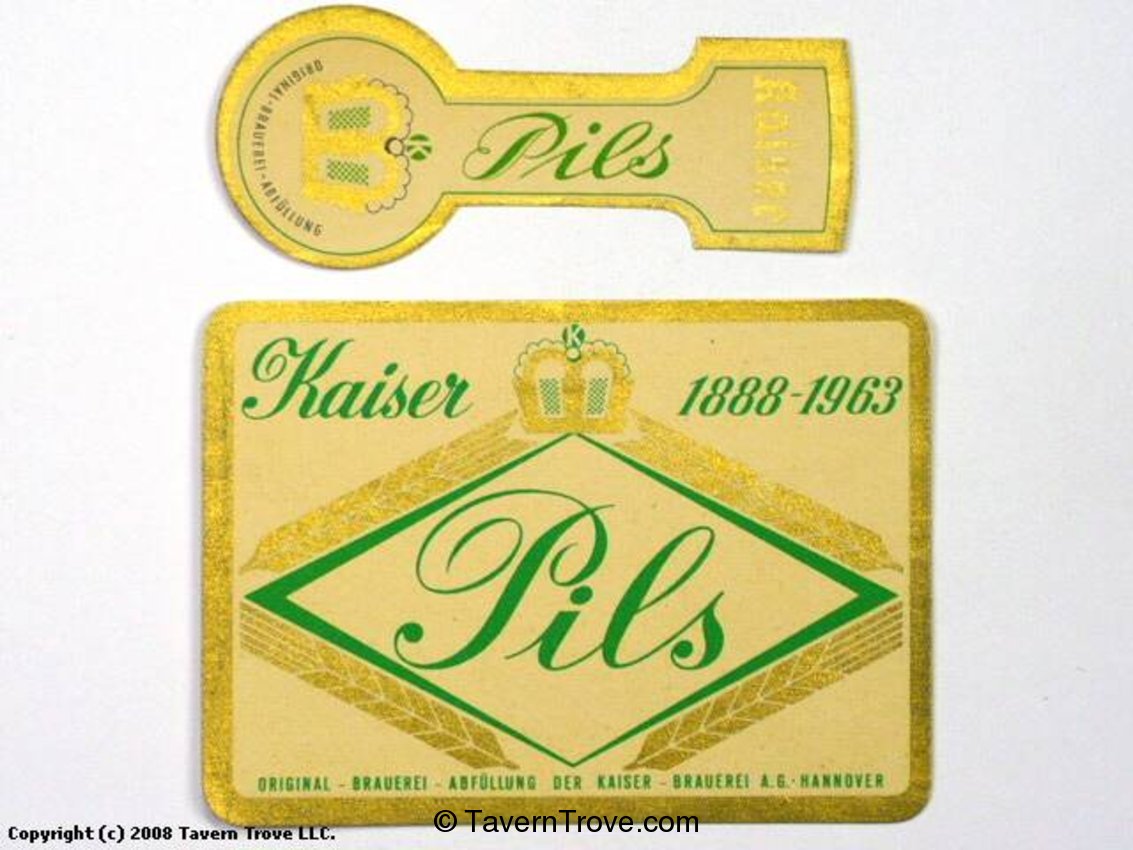 ORIGINAL-BRAUEREI-ABFÜLLUNG
K
Pils
Kaiser
K
Kaiser 1888-1963
Pils
ORIGINAL - BRAUEREI - ABFÜLLUNG DER KAISER - BRAUEREI A.G. · HANNOVER
Copyright (c) 2008 Tavern Trove LLC.
© TavernTrove.com